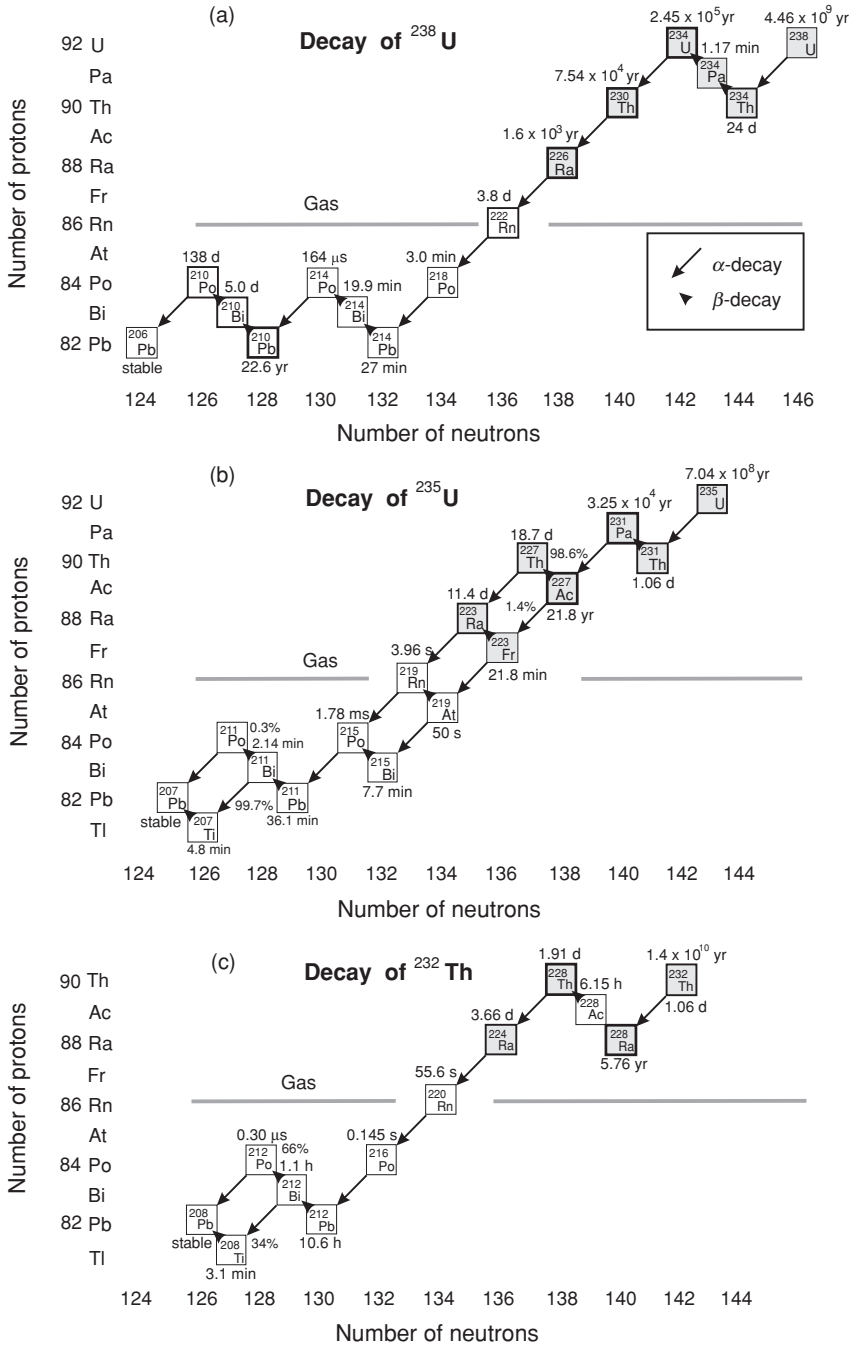 (a)
Decay of ²³⁸U
2.45 x 10⁵yr
4.46 x 10⁹ yr
92 U
234 U
1.17 min
238 U
Pa
234 Pa
7.54 x 10⁴ yr
90 Th
230 Th
234 Th
24 d
Ac
1.6 x 10³ yr
88 Ra
226 Ra
Fr
3.8 d
Gas
86 Rn
222 Rn
At
α-decay
β-decay
138 d
164 μs
3.0 min
84 Po
210 Po
5.0 d
214 Po
19.9 min
218 Po
Bi
210 Bi
214 Bi
82 Pb
206 Pb
210 Pb
214 Pb
stable
22.6 yr
27 min
124 126 128 130 132 134 136 138 140 142 144 146
Number of neutrons
Number of protons
(b)
Decay of ²³⁵U
7.04 x 10⁸yr
92 U
235 U
3.25 x 10⁴ yr
Pa
231 Pa
18.7 d
98.6%
90 Th
227 Th
231 Th
1.06 d
Ac
227 Ac
11.4 d
1.4%
21.8 yr
88 Ra
223 Ra
Fr
223 Fr
3.96 s
Gas
21.8 min
86 Rn
219 Rn
At
219 At
1.78 ms
50 s
84 Po
211 Po
0.3%
2.14 min
215 Po
Bi
211 Bi
215 Bi
7.7 min
82 Pb
207 Pb
99.7%
211 Pb
stable
36.1 min
Tl
207 Ti
4.8 min
124 126 128 130 132 134 136 138 140 142 144
Number of neutrons
Number of protons
(c)
Decay of ²³²Th
1.91 d
1.4 x 10¹⁰ yr
90 Th
228 Th
6.15 h
232 Th
1.06 d
Ac
228 Ac
3.66 d
88 Ra
224 Ra
228 Ra
5.76 yr
Fr
55.6 s
Gas
86 Rn
220 Rn
At
0.30 μs
0.145 s
66%
84 Po
212 Po
1.1 h
216 Po
Bi
212 Bi
82 Pb
208 Pb
212 Pb
stable
34%
10.6 h
Tl
208 Ti
3.1 min
124 126 128 130 132 134 136 138 140 142 144
Number of neutrons
Number of protons